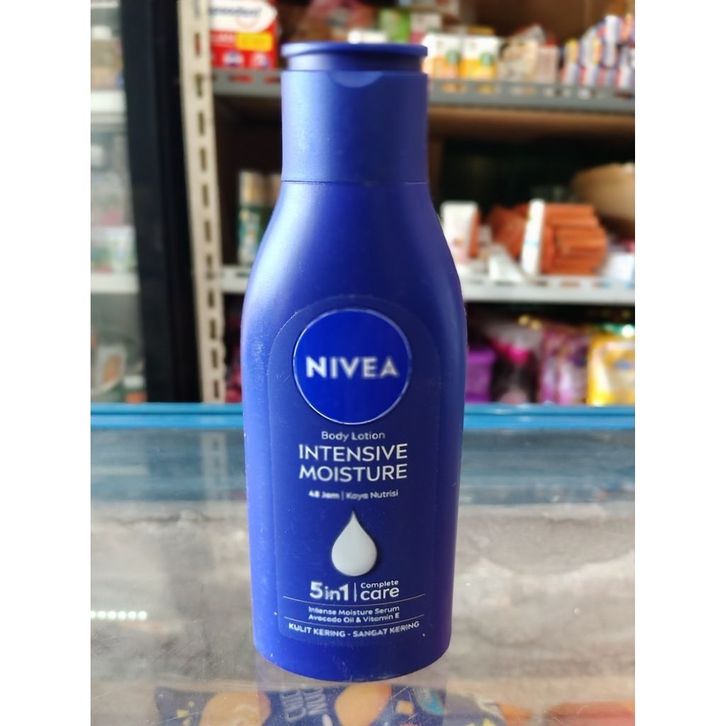 NIVEA
Body Lotion
INTENSIVE
MOISTURE
48 Jam | Kaya Nutrisi
5in1 | Complete care
Intense Moisture Serum
Avocado Oil & Vitamin E
KULIT KERING - SANGAT KERING